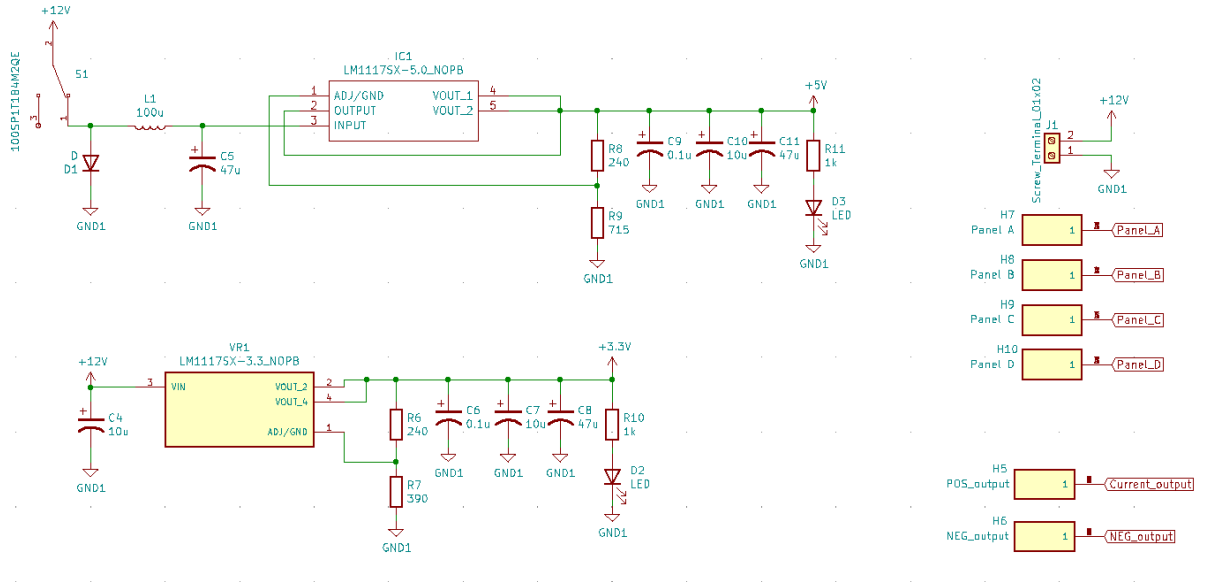 +12V
2
100SP1T1B4M2QE
S1
3
1
L1
100u
D
D1
GND1
C5
47u
GND1
IC1
LM1117SX-5.0_NOPB
1 ADJ/GND VOUT_1 4
2 OUTPUT VOUT_2 5
3 INPUT
R8
240
R9
715
GND1
C9
0.1u
GND1
C10
10u
GND1
C11
47u
GND1
+5V
R11
1k
D3
LED
GND1
Screw_Terminal_01x02
J1
+12V
2
1
GND1
H7
Panel A 1 Panel_A
H8
Panel B 1 Panel_B
H9
Panel C 1 Panel_C
H10
Panel D 1 Panel_D
+12V
C4
10u
GND1
VR1
LM1117SX-3.3_NOPB
3 VIN VOUT_2 2
VOUT_4 4
ADJ/GND 1
R6
240
R7
390
GND1
C6
0.1u
GND1
C7
10u
GND1
C8
47u
GND1
+3.3V
R10
1k
D2
LED
GND1
H5
POS_output 1 Current_output
H6
NEG_output 1 NEG_output